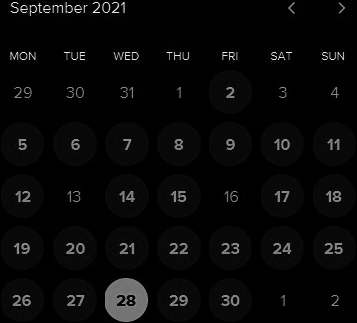 September 2021
MON TUE WED THU FRI SAT SUN
29 30 31 1 2 3 4
5 6 7 8 9 10 11
12 13 14 15 16 17 18
19 20 21 22 23 24 25
26 27 28 29 30 1 2